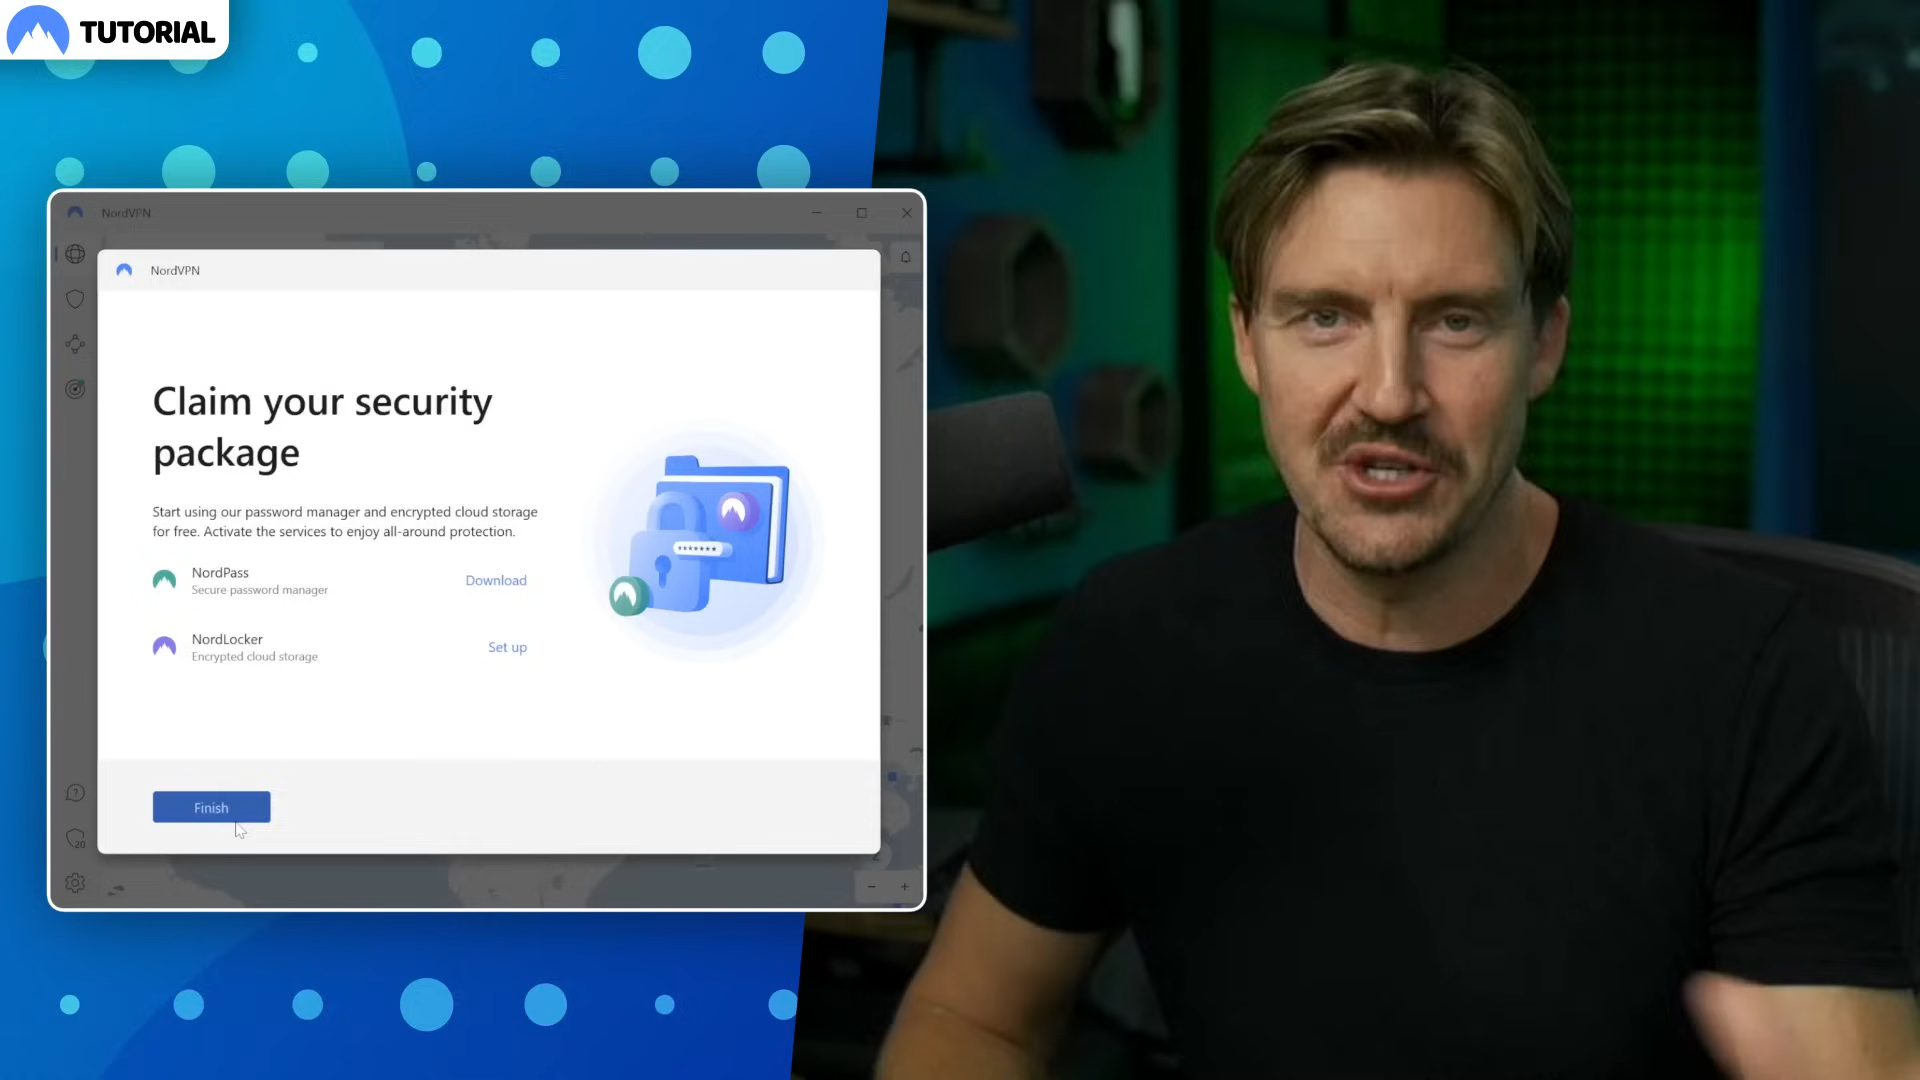 TUTORIAL
NordVPN
NordVPN
Claim your security
package
Start using our password manager and encrypted cloud storage
for free. Activate the services to enjoy all-around protection.
NordPass
Secure password manager
Download
NordLocker
Encrypted cloud storage
Set up
Finish
20
2